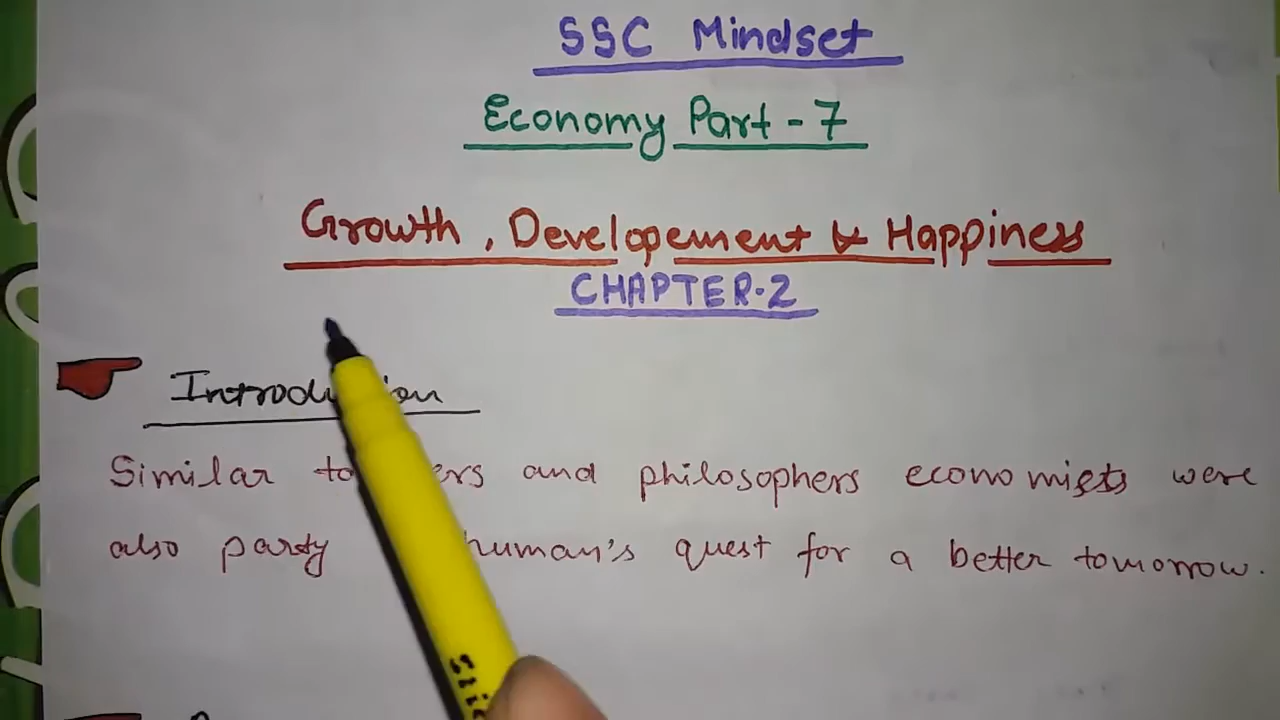 SSC Mindset
Economy Part-7
Growth, Developement & Happiness
CHAPTER-2
Similar and philosophers economists were
also party human's quest for a better tomorrow.